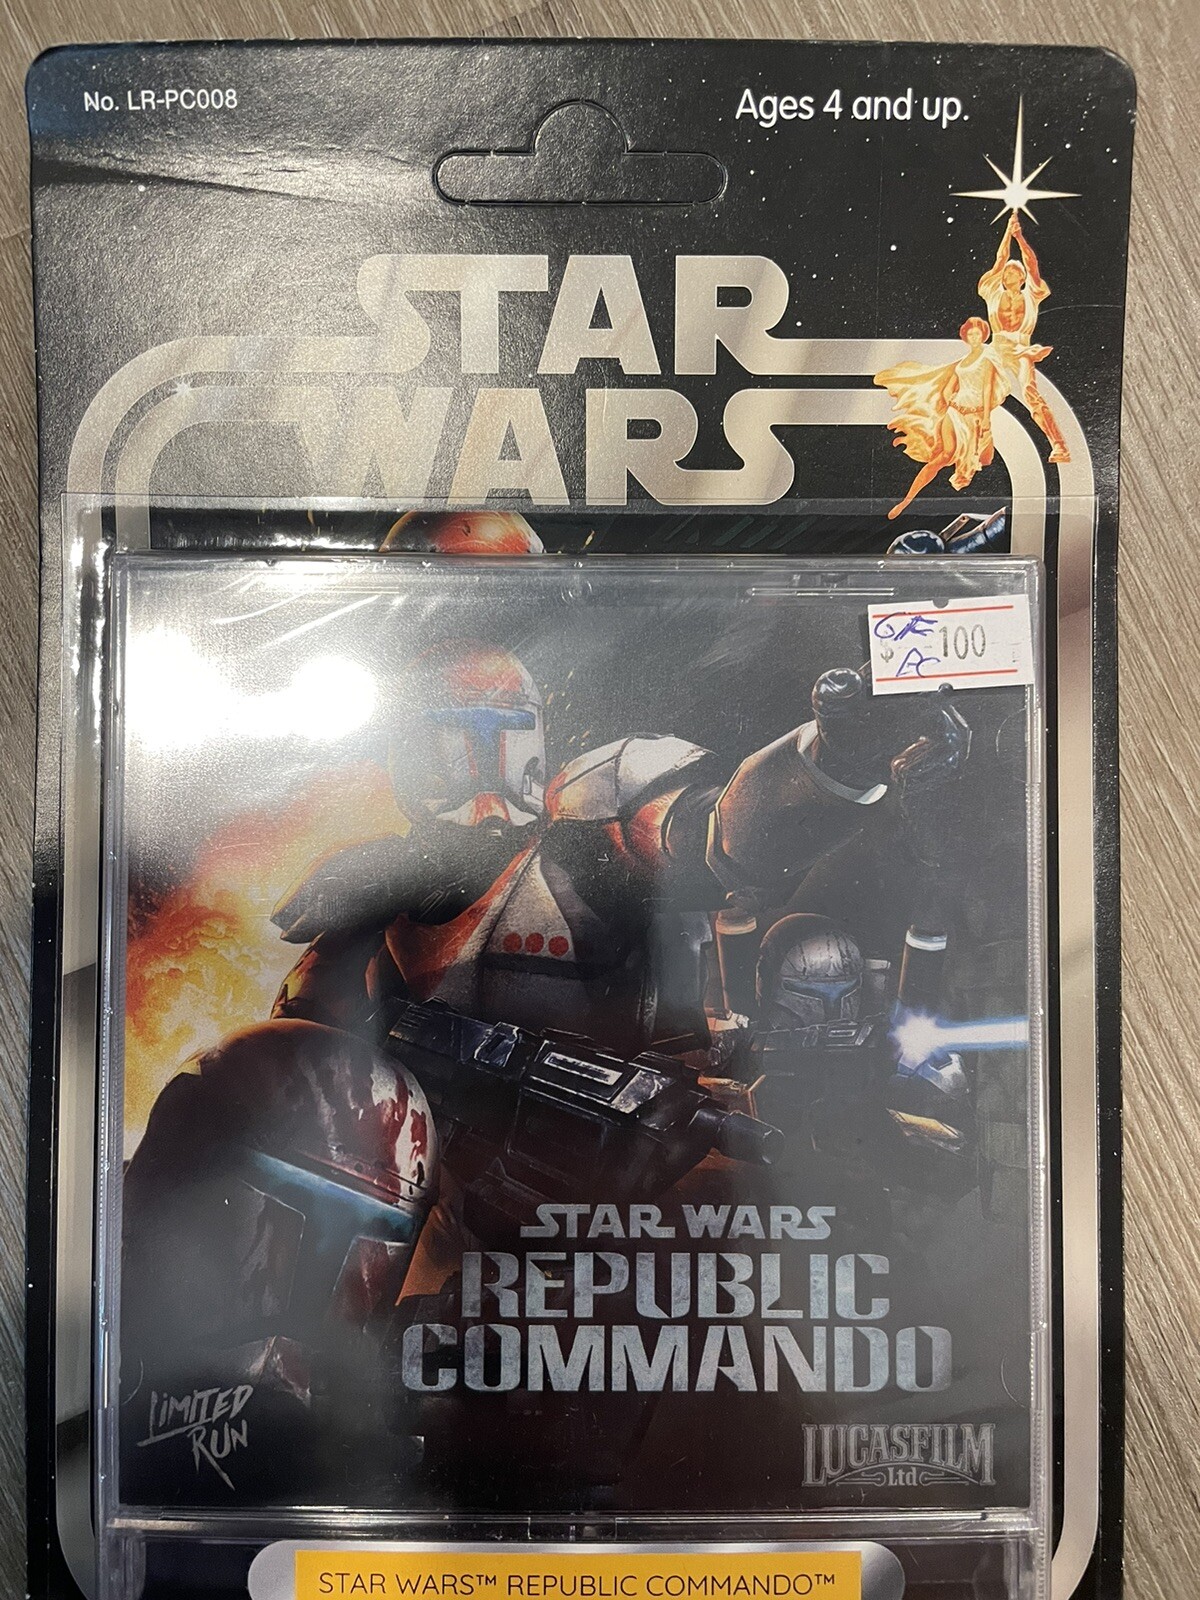 No. LR-PC008
Ages 4 and up.
STAR
WARS
$ 100
PC
STAR WARS
REPUBLIC
COMMANDO
LIMITED
RUN
LUCASFILM
Ltd
STAR WARS™ REPUBLIC COMMANDO™